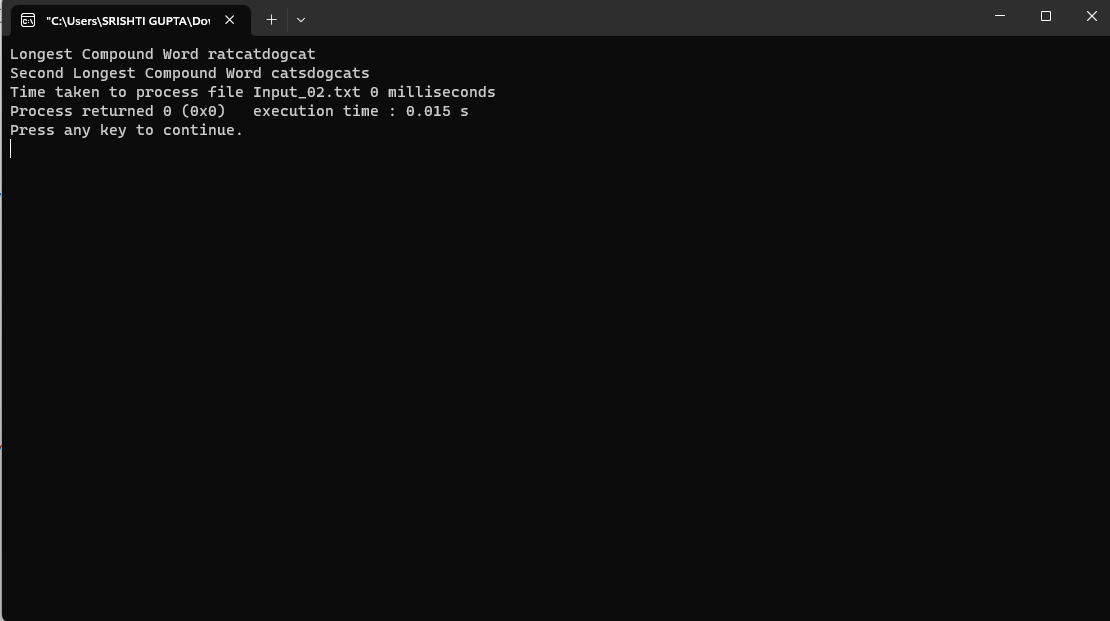 "C:\Users\SRISHTI GUPTA\Do
Longest Compound Word ratcatdogcat
Second Longest Compound Word catsdogcats
Time taken to process file Input_02.txt 0 milliseconds
Process returned 0 (0x0)   execution time : 0.015 s
Press any key to continue.